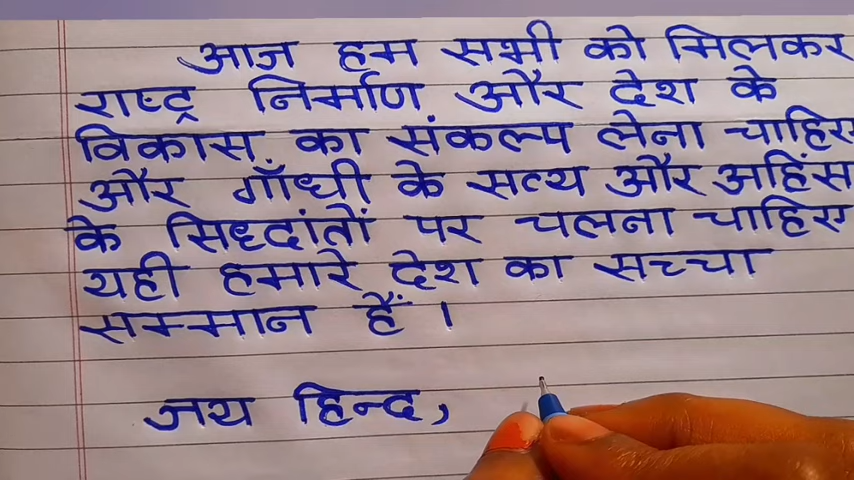 आज हम सभी को मिलकर
राष्ट्र निर्माण और देश के
विकास का संकल्प लेना चाहिए
और गाँधी के सत्य और अहिंस
के सिध्दांतों पर चलना चाहिए
यही हमारे देश का सच्चा
सम्मान हैं ।
जय हिन्द,